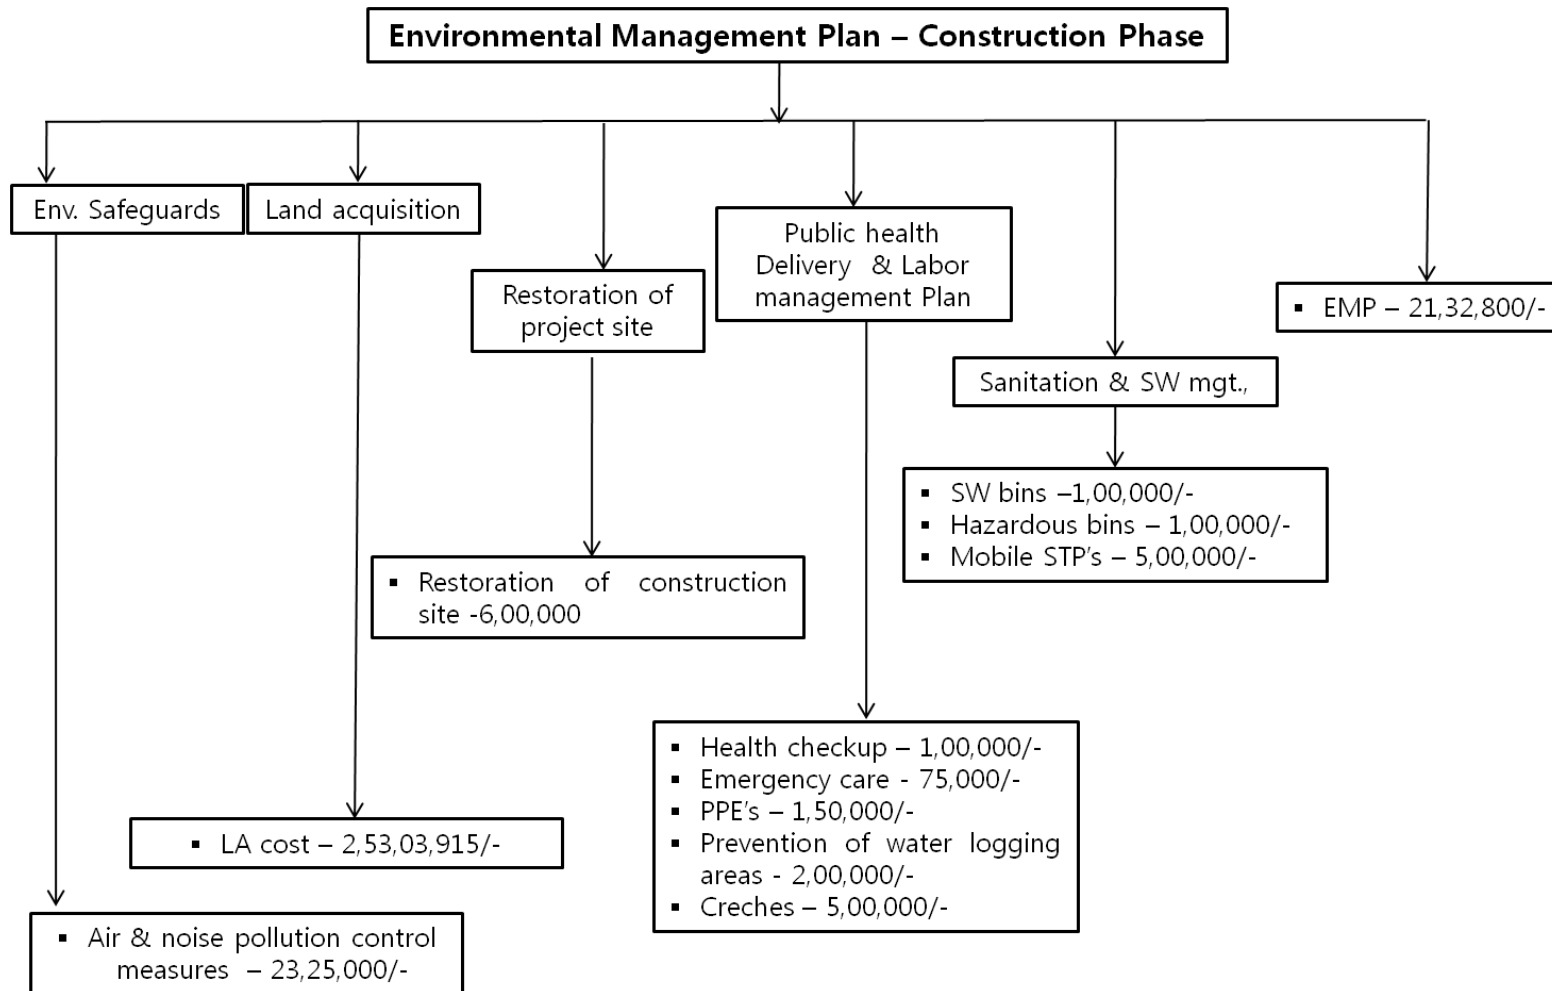 Environmental Management Plan – Construction Phase
Env. Safeguards
Land acquisition
Restoration of
project site
Public health
Delivery & Labor
management Plan
Sanitation & SW mgt.,
▪ EMP – 21,32,800/-
▪ SW bins –1,00,000/-
▪ Hazardous bins – 1,00,000/-
▪ Mobile STP's – 5,00,000/-
▪ Restoration of construction
site -6,00,000
▪ Health checkup – 1,00,000/-
▪ Emergency care - 75,000/-
▪ PPE's – 1,50,000/-
▪ Prevention of water logging
areas - 2,00,000/-
▪ Creches – 5,00,000/-
▪ LA cost – 2,53,03,915/-
▪ Air & noise pollution control
measures – 23,25,000/-